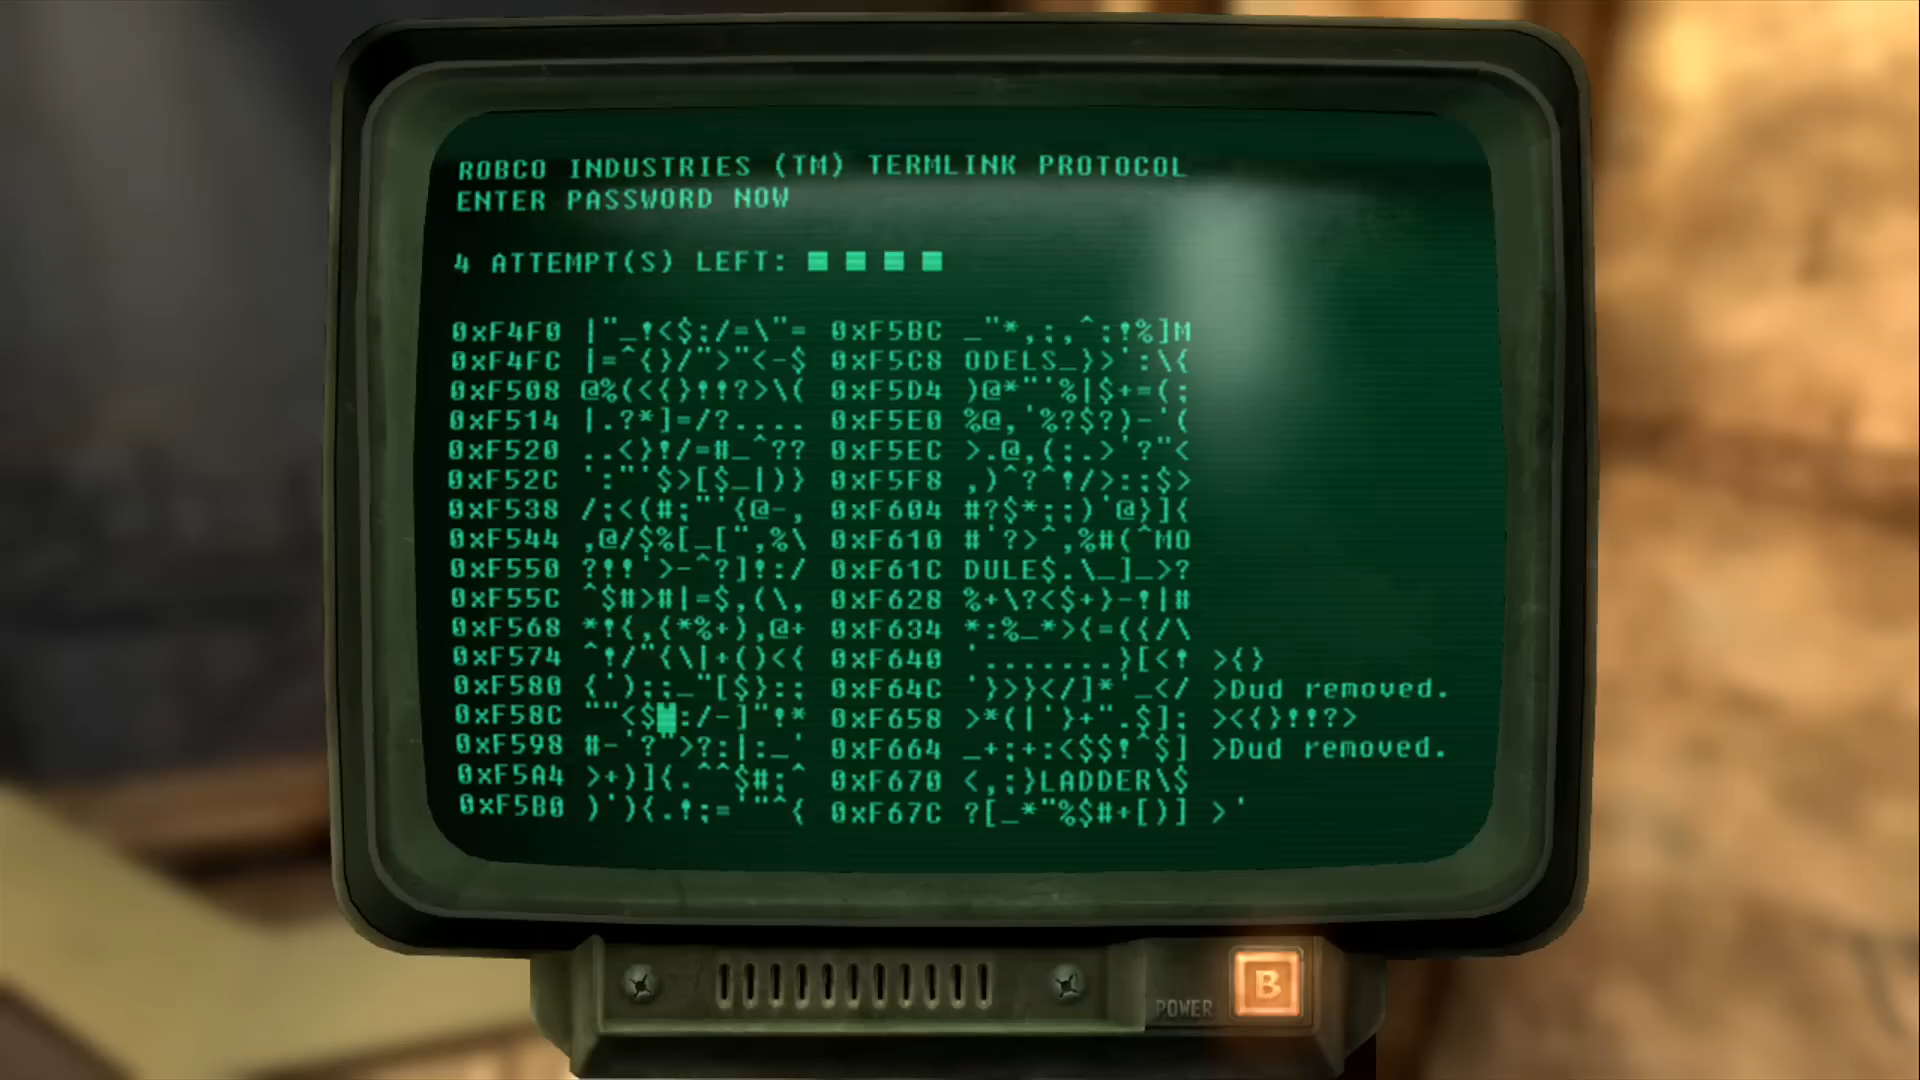 ROBCO INDUSTRIES (TM) TERMLINK PROTOCOL
ENTER PASSWORD NOW
4 ATTEMPT(S) LEFT: ■ ■ ■ ■
0xF4F0 |"_!<$;/=\"= 0xF5BC _"*,:,^;!%]M
0xF4FC |=^{}/">"<-$ 0xF5C8 ODELS_}>':\{
0xF508 @%(<{}!!?>\( 0xF5D4 )@*"'%|$+=(;
0xF514 |.?*]=/?.... 0xF5E0 %@,'%?$?)-'(
0xF520 ..<}!/=#_^?? 0xF5EC >.@,(;.>'?"<
0xF52C ':"'$>[$_|)} 0xF5F8 ,)^?^!/>:;$>
0xF538 /;<(#;"'{@-, 0xF604 #?$*:;)'@}]{
0xF544 ,@/$%[_[",%\ 0xF610 #'?>^,%#(^MO
0xF550 ?!!'>-^?]!:/ 0xF61C DULE$.\_]_>?
0xF55C ^$#>#|=$,(\, 0xF628 %+\?<$+}-!|#
0xF568 *!{,{*%+),@+ 0xF634 *:%_*>{=({/\
0xF574 ^!/"{\|+()<{ 0xF640 '.......}[<! >{}
0xF580 {'):;_"[$}:; 0xF64C '}>}</]*'_</ >Dud removed.
0xF58C ""<$ :/-]"!* 0xF658 >*(|'}+".$]; ><{}!!?>
0xF598 #-'?">?:|:_' 0xF664 _+;+:<$$!^$] >Dud removed.
0xF5A4 >+)]{.^^$#;^ 0xF670 <,;}LADDER\$
0xF5B0 )'){.!;='"^{ 0xF67C ?[_*"%$#+[)] >'
POWER
B